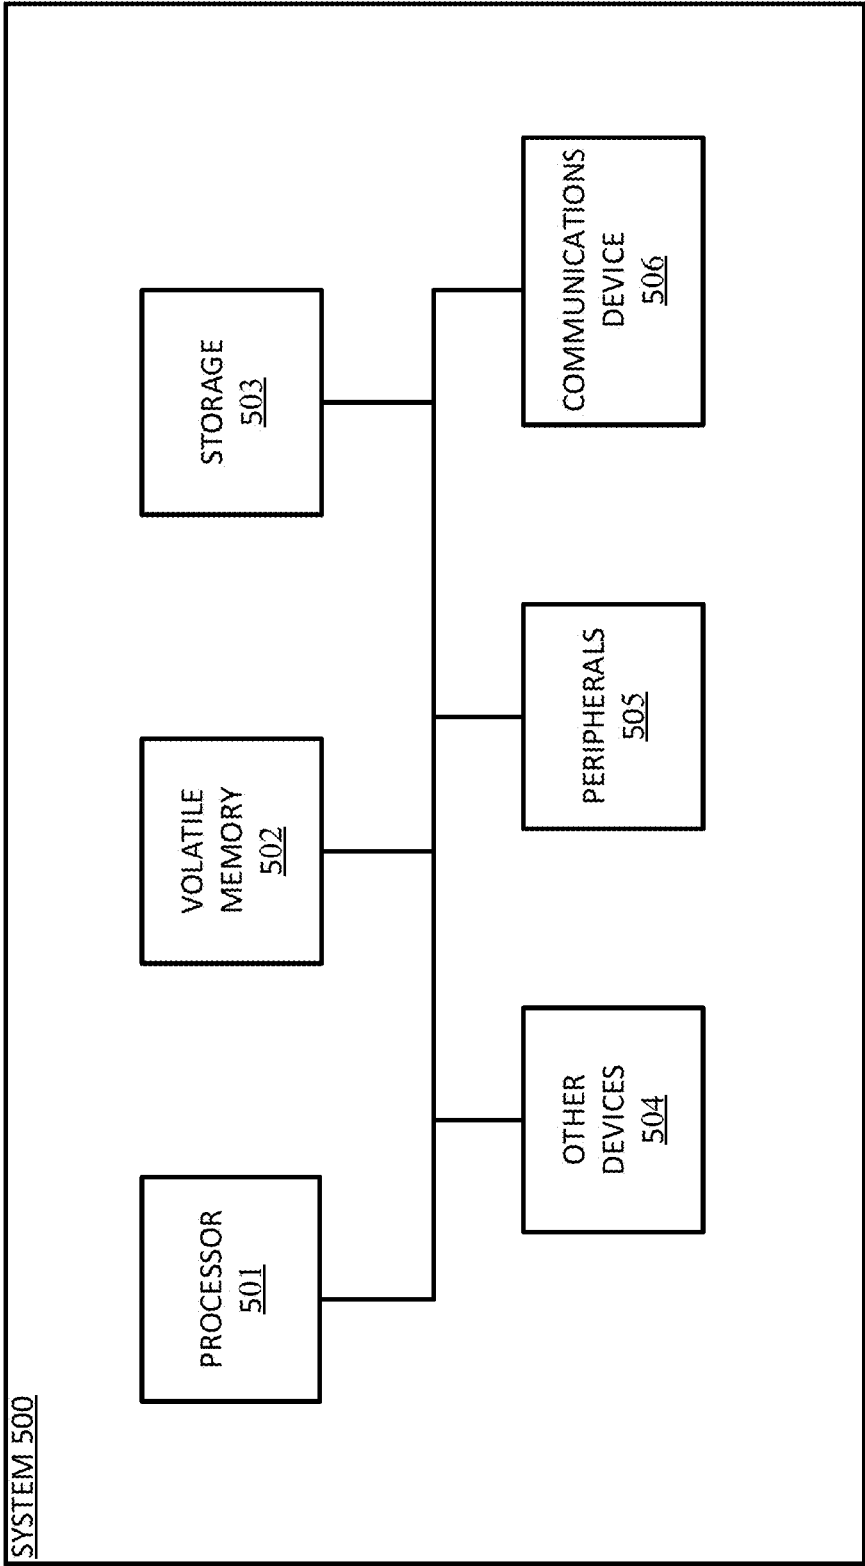 SYSTEM 500
PROCESSOR
501
VOLATILE
MEMORY
502
STORAGE
503
OTHER
DEVICES
504
PERIPHERALS
505
COMMUNICATIONS
DEVICE
506